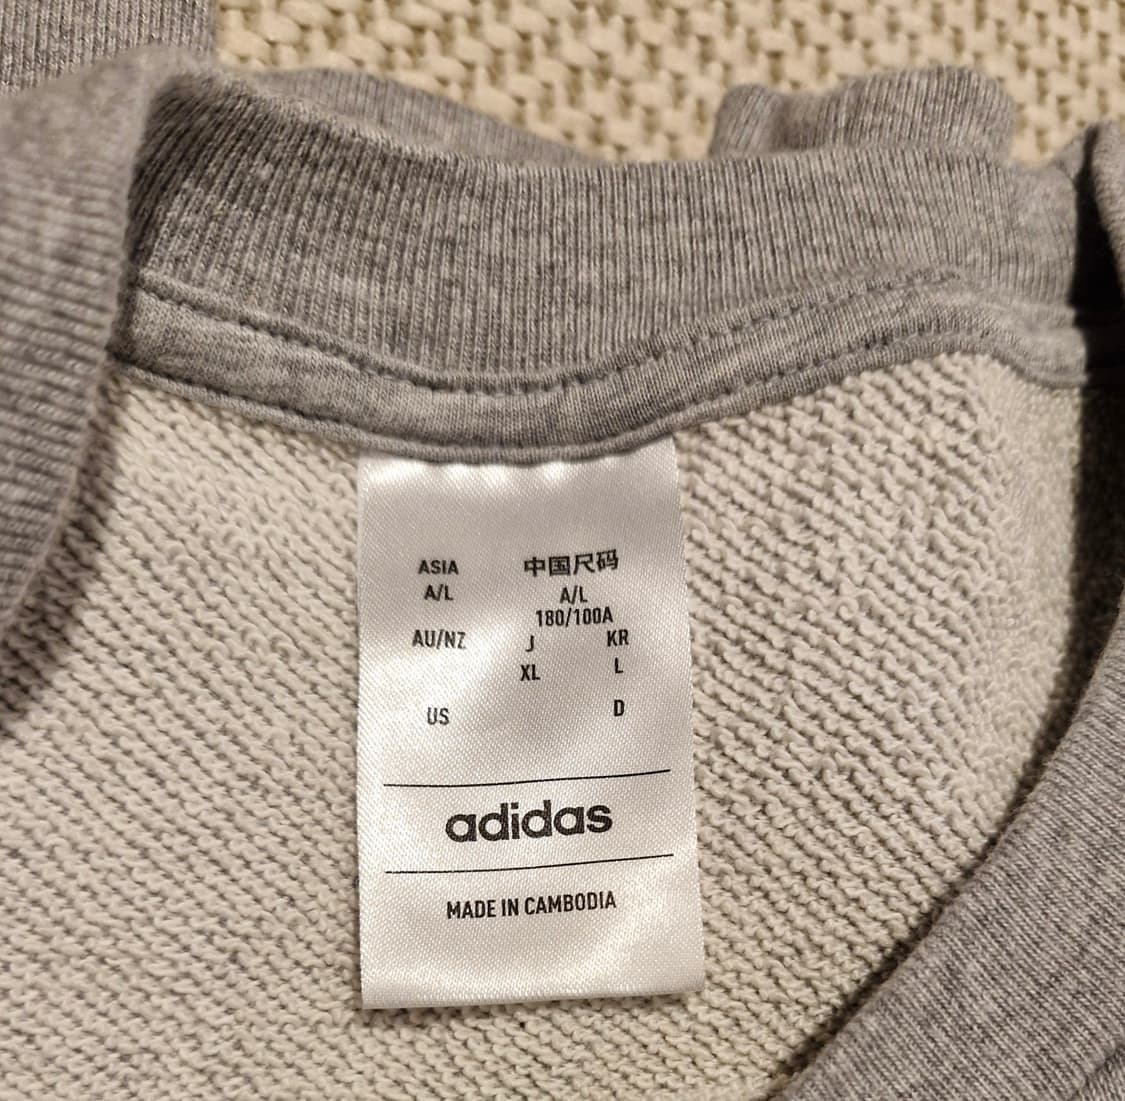 ASIA 中国尺码
A/L A/L
180/100A
AU/NZ J KR
XL L
US D
adidas
MADE IN CAMBODIA